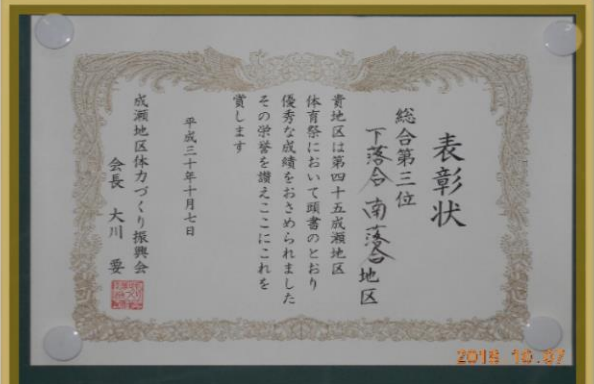 表彰状
総合第三位
下落合 南落合地区
貴地区は第四十五成瀬地区
体育祭において頭書のとおり
優秀な成績をおさめられました
その栄誉を讃えここにこれを
賞します
平成三十年十月七日
成瀬地区体力づくり振興会
会長 大川 要
2018.10.07